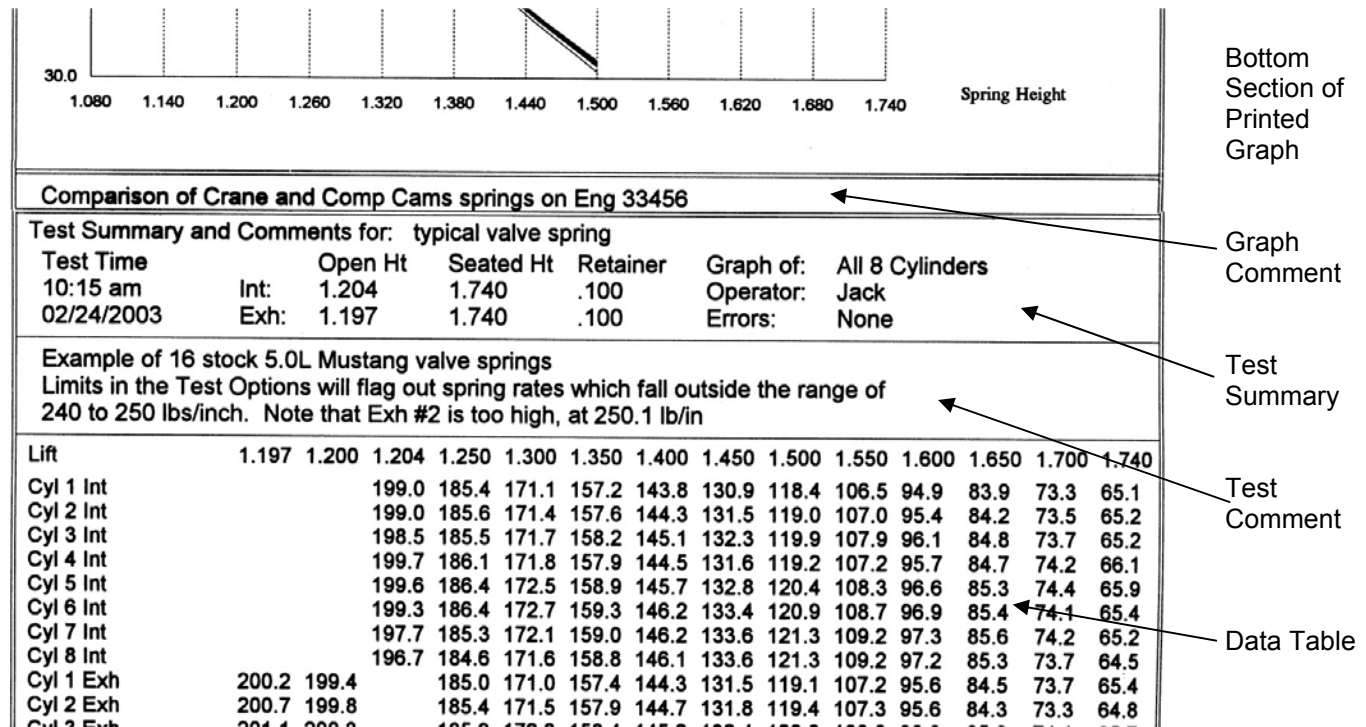 30.0
1.080 1.140 1.200 1.260 1.320 1.380 1.440 1.500 1.560 1.620 1.680 1.740 Spring Height
Bottom
Section of
Printed
Graph
Comparison of Crane and Comp Cams springs on Eng 33456
Graph
Comment
Test Summary and Comments for: typical valve spring
Test Time Open Ht Seated Ht Retainer Graph of: All 8 Cylinders
10:15 am Int: 1.204 1.740 .100 Operator: Jack
02/24/2003 Exh: 1.197 1.740 .100 Errors: None
Test
Summary
Example of 16 stock 5.0L Mustang valve springs
Limits in the Test Options will flag out spring rates which fall outside the range of
240 to 250 lbs/inch. Note that Exh #2 is too high, at 250.1 lb/in
Test
Comment
Lift 1.197 1.200 1.204 1.250 1.300 1.350 1.400 1.450 1.500 1.550 1.600 1.650 1.700 1.740
Cyl 1 Int 199.0 185.4 171.1 157.2 143.8 130.9 118.4 106.5 94.9 83.9 73.3 65.1
Cyl 2 Int 199.0 185.6 171.4 157.6 144.3 131.5 119.0 107.0 95.4 84.2 73.5 65.2
Cyl 3 Int 198.5 185.5 171.7 158.2 145.1 132.3 119.9 107.9 96.1 84.8 73.7 65.2
Cyl 4 Int 199.7 186.1 171.8 157.9 144.5 131.6 119.2 107.2 95.7 84.7 74.2 66.1
Cyl 5 Int 199.6 186.4 172.5 158.9 145.7 132.8 120.4 108.3 96.6 85.3 74.4 65.9
Cyl 6 Int 199.3 186.4 172.7 159.3 146.2 133.4 120.9 108.7 96.9 85.4 74.1 65.4
Cyl 7 Int 197.7 185.3 172.1 159.0 146.2 133.6 121.3 109.2 97.3 85.6 74.2 65.2
Cyl 8 Int 196.7 184.6 171.6 158.8 146.1 133.6 121.3 109.2 97.2 85.3 73.7 64.5
Cyl 1 Exh 200.2 199.4 185.0 171.0 157.4 144.3 131.5 119.1 107.2 95.6 84.5 73.7 65.4
Cyl 2 Exh 200.7 199.8 185.4 171.5 157.9 144.7 131.8 119.4 107.3 95.6 84.3 73.3 64.8
Cyl 3 Exh
Data Table